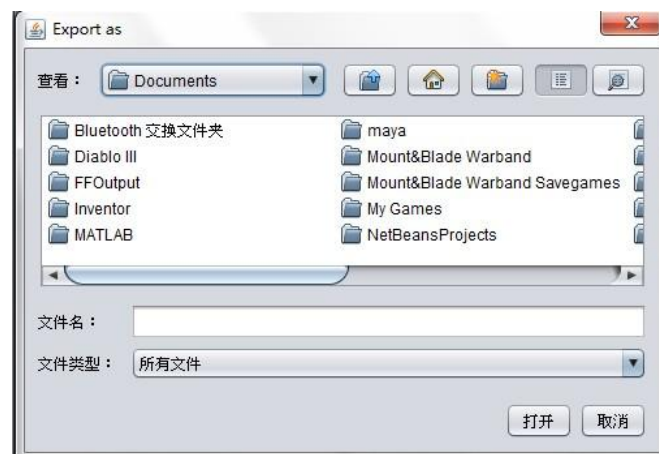 Export as
查看： Documents
Bluetooth 交换文件夹
Diablo III
FFOutput
Inventor
MATLAB
maya
Mount&Blade Warband
Mount&Blade Warband Savegames
My Games
NetBeansProjects
文件名：
文件类型： 所有文件
打开 取消